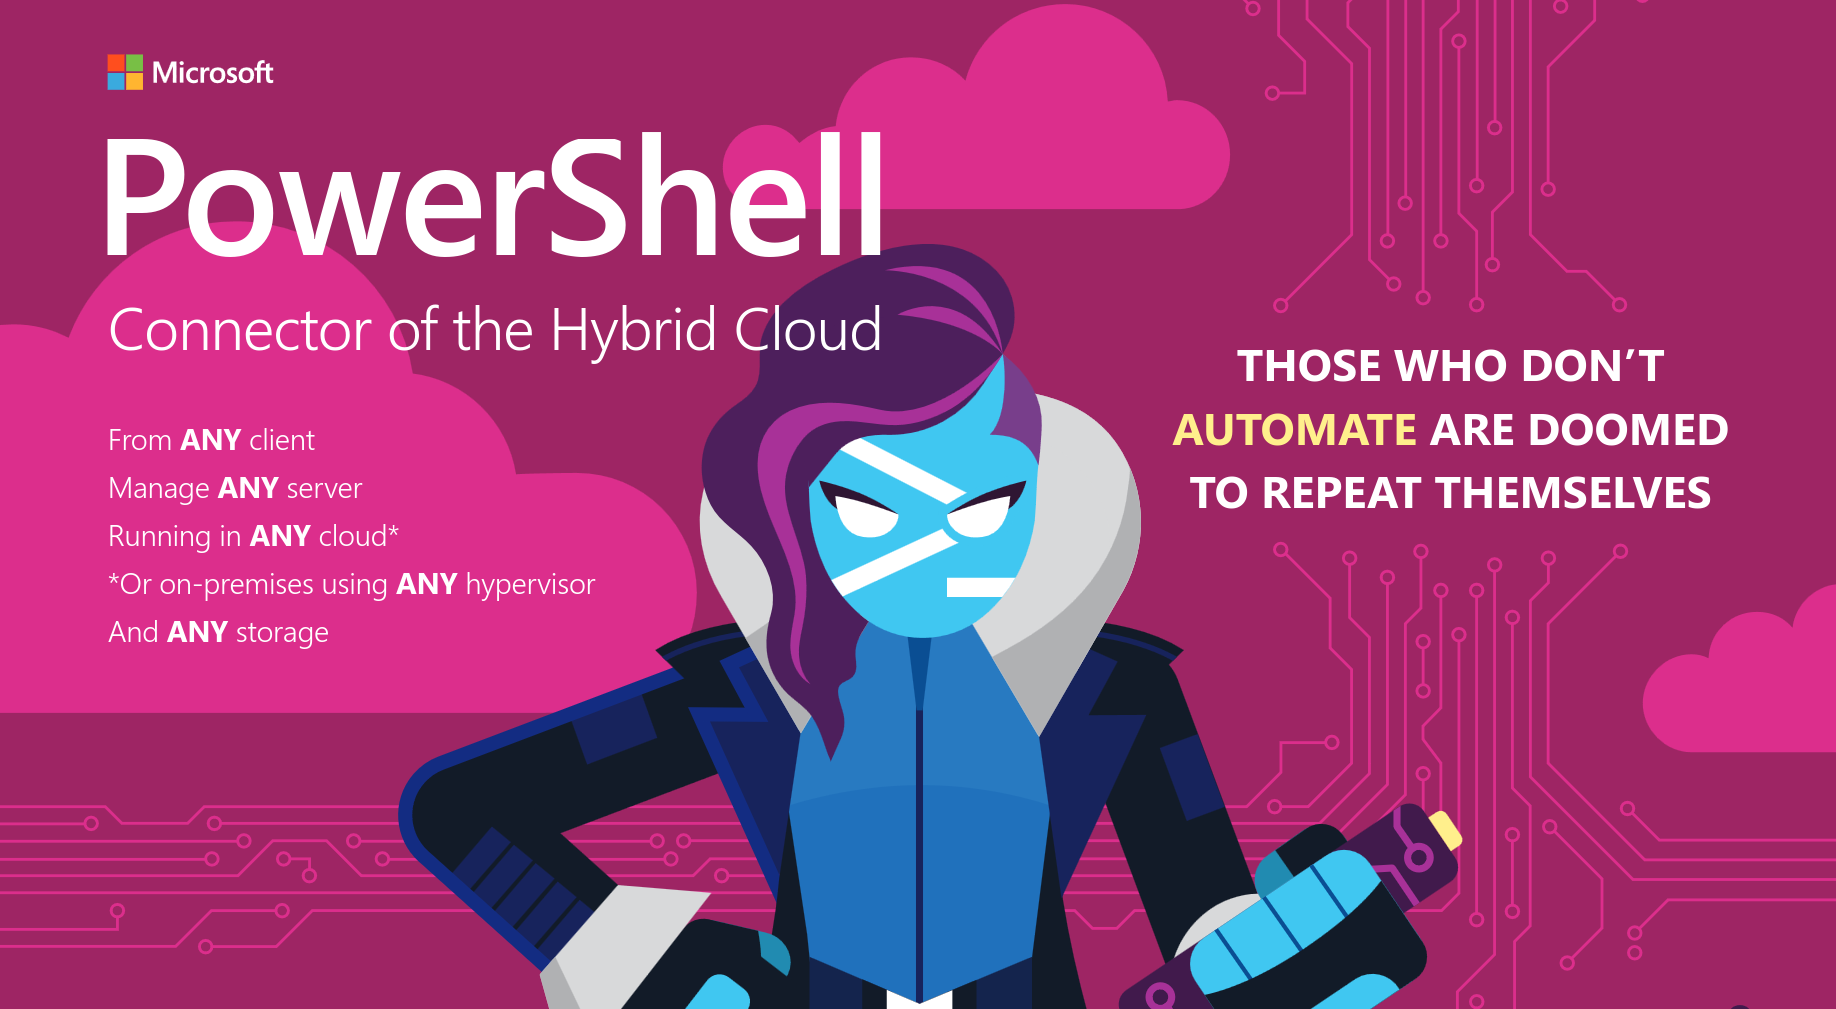 Microsoft
PowerShell
Connector of the Hybrid Cloud
From ANY client
Manage ANY server
Running in ANY cloud*
*Or on-premises using ANY hypervisor
And ANY storage
THOSE WHO DON’T
AUTOMATE ARE DOOMED
TO REPEAT THEMSELVES